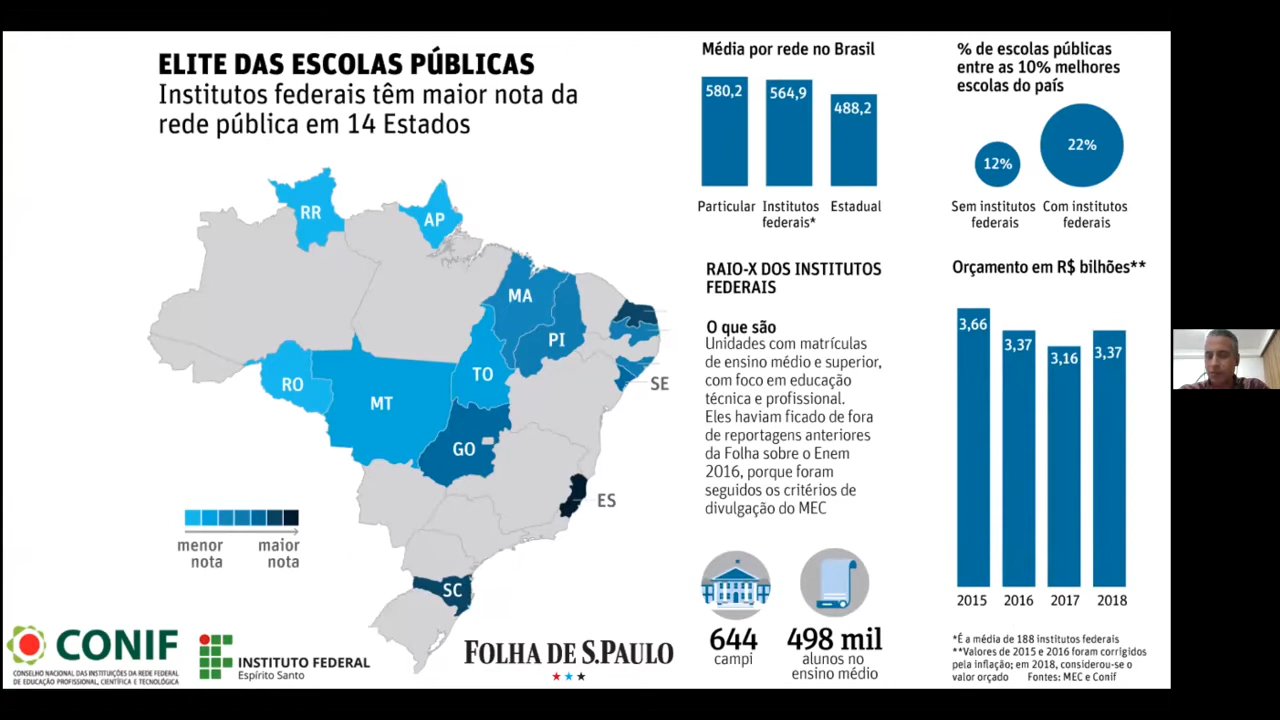 ELITE DAS ESCOLAS PÚBLICAS
Institutos federais têm maior nota da
rede pública em 14 Estados
RR
AP
MA
PI
TO
RO
MT
GO
SE
ES
SC
menor
nota
maior
nota
Média por rede no Brasil
580,2
564,9
488,2
Particular
Institutos
federais*
Estadual
% de escolas públicas
entre as 10% melhores
escolas do país
12%
22%
Sem institutos
federais
Com institutos
federais
RAIO-X DOS INSTITUTOS
FEDERAIS
O que são
Unidades com matrículas
de ensino médio e superior,
com foco em educação
técnica e profissional.
Eles haviam ficado de fora
de reportagens anteriores
da Folha sobre o Enem
2016, porque foram
seguidos os critérios de
divulgação do MEC
644
campi
498 mil
alunos no
ensino médio
Orçamento em R$ bilhões**
3,66
3,37
3,16
3,37
2015
2016
2017
2018
*É a média de 188 institutos federais
**Valores de 2015 e 2016 foram corrigidos
pela inflação; em 2018, considerou-se o
valor orçado Fontes: MEC e Conif
CONIF
CONSELHO NACIONAL DAS INSTITUIÇÕES DA REDE FEDERAL
DE EDUCAÇÃO PROFISSIONAL, CIENTÍFICA E TECNOLÓGICA
INSTITUTO FEDERAL
Espírito Santo
FOLHA DE S.PAULO